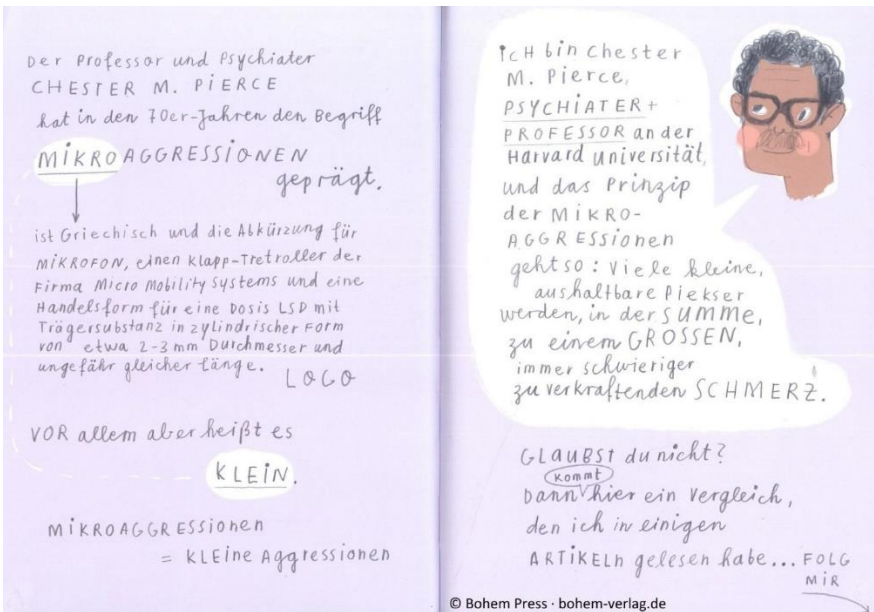 Der Professor und Psychiater
CHESTER M. PIERCE
hat in den 70er-Jahren den Begriff
MIKROAGGRESSIONEN
geprägt.
ist Griechisch und die Abkürzung für
MIKROFON, einen Klapp-Tretroller der
Firma Micro Mobility Systems und eine
Handelsform für eine Dosis LSD mit
Trägersubstanz in zylindrischer Form
von etwa 2-3 mm Durchmesser und
ungefähr gleicher Länge.
LOGO
VOR allem aber heißt es
KLEIN.
MIKROAGGRESSIONEN
= KLEINE Aggressionen
ICH bin Chester
M. Pierce,
PSYCHIATER +
PROFESSOR an der
Harvard Universität,
und das Prinzip
der MIKRO-
AGGRESSIONEN
geht so: Viele kleine,
aushaltbare Piekser
werden, in der SUMME,
zu einem GROSSEN,
immer schwieriger
zu verkraftenden SCHMERZ.
GLAUBST du nicht?
Dann kommt hier ein Vergleich,
den ich in einigen
ARTIKELN gelesen habe... FOLG
MIR
© Bohem Press · bohem-verlag.de